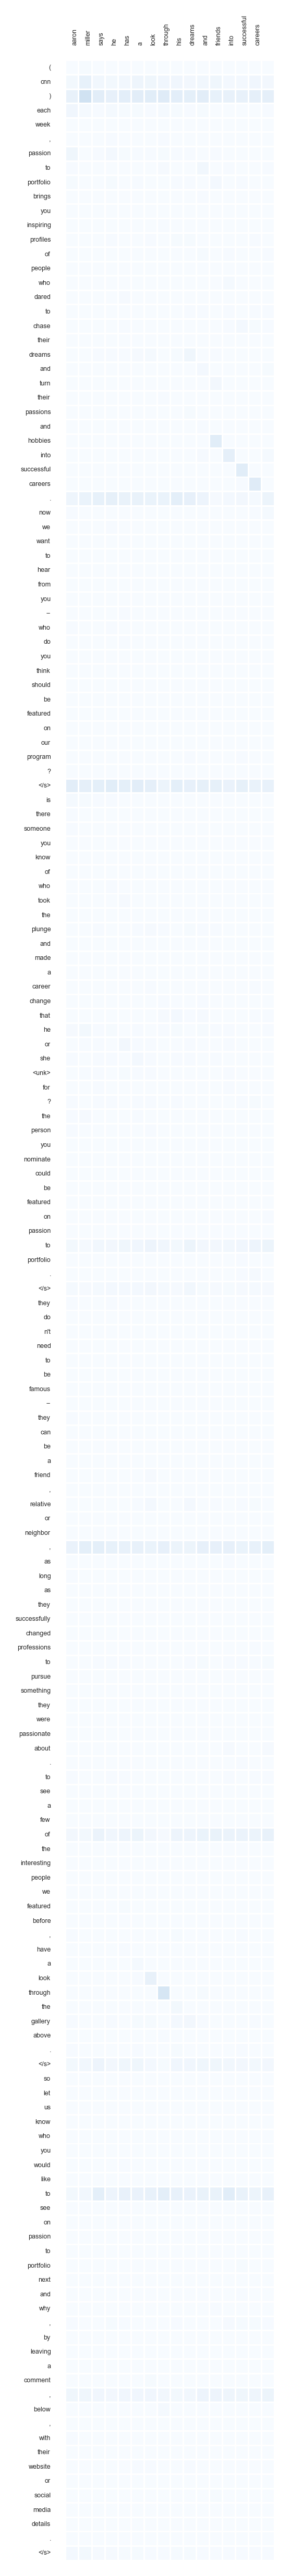 aaron miller says he has a look through his dreams and friends into successful careers
(
cnn
)
each
week
,
passion
to
portfolio
brings
you
inspiring
profiles
of
people
who
dared
to
chase
their
dreams
and
turn
their
passions
and
hobbies
into
successful
careers
.
now
we
want
to
hear
from
you
--
who
do
you
think
should
be
featured
on
our
program
?
</s>
is
there
someone
you
know
of
who
took
the
plunge
and
made
a
career
change
that
he
or
she
<unk>
for
?
the
person
you
nominate
could
be
featured
on
passion
to
portfolio
.
</s>
they
do
n't
need
to
be
famous
--
they
can
be
a
friend
,
relative
or
neighbor
,
as
long
as
they
successfully
changed
professions
to
pursue
something
they
were
passionate
about
.
to
see
a
few
of
the
interesting
people
we
featured
before
,
have
a
look
through
the
gallery
above
.
</s>
so
let
us
know
who
you
would
like
to
see
on
passion
to
portfolio
next
and
why
,
by
leaving
a
comment
,
below
,
with
their
website
or
social
media
details
.
</s>